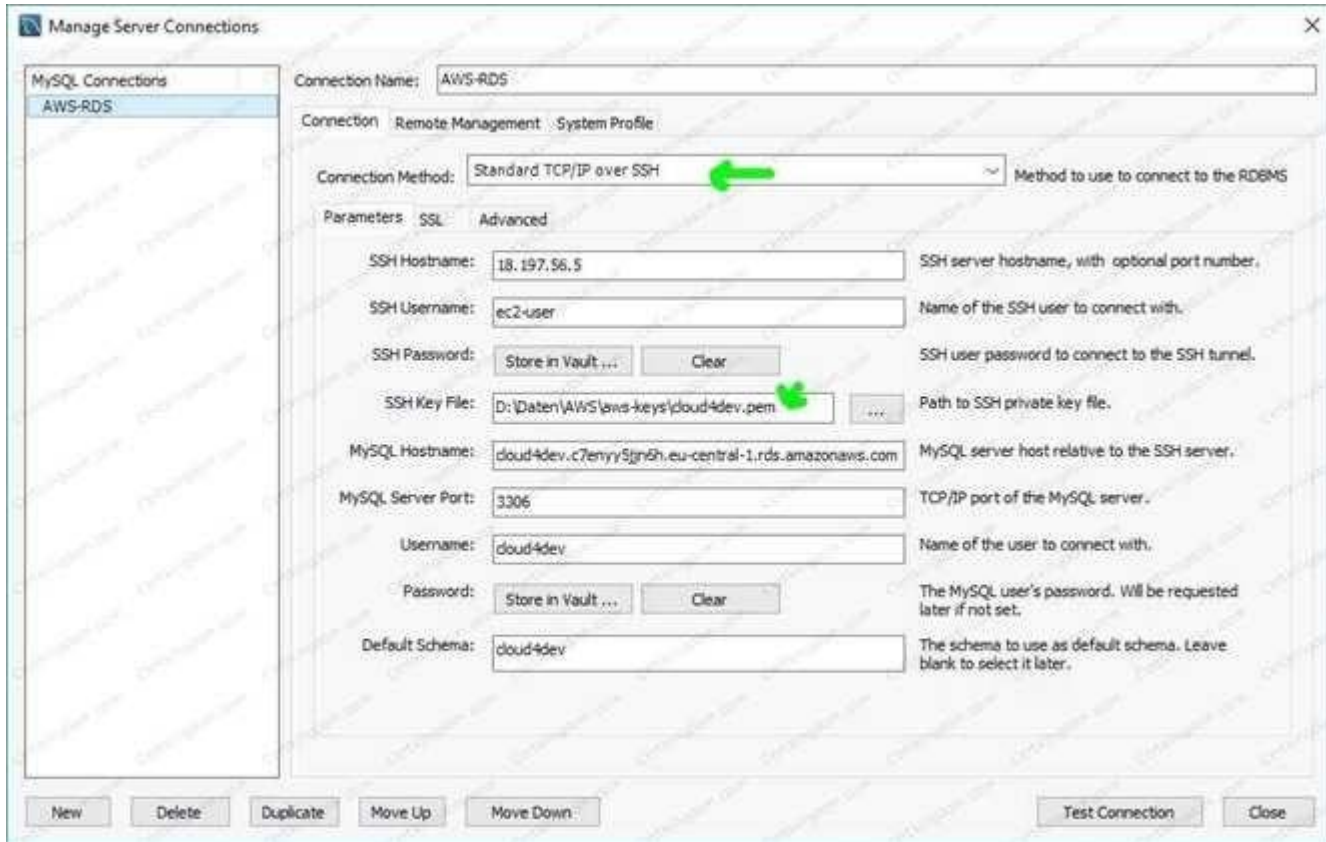 Manage Server Connections
MySQL Connections
AWS-RDS
Connection Name: AWS-RDS
Connection Remote Management System Profile
Connection Method: Standard TCP/IP over SSH Method to use to connect to the RDBMS
Parameters SSL Advanced
SSH Hostname: 18.197.56.5 SSH server hostname, with optional port number.
SSH Username: ec2-user Name of the SSH user to connect with.
SSH Password: Store in Vault ... Clear SSH user password to connect to the SSH tunnel.
SSH Key File: D:\Daten\AWS\aws-keys\cloud4dev.pem ... Path to SSH private key file.
MySQL Hostname: MySQL server host relative to the SSH server.
MySQL Server Port: 3306 TCP/IP port of the MySQL server.
Username: cloud4dev Name of the user to connect with.
Password: Store in Vault ... Clear The MySQL user's password. Will be requested
later if not set.
Default Schema: cloud4dev The schema to use as default schema. Leave
blank to select it later.
New Delete Duplicate Move Up Move Down Test Connection Close